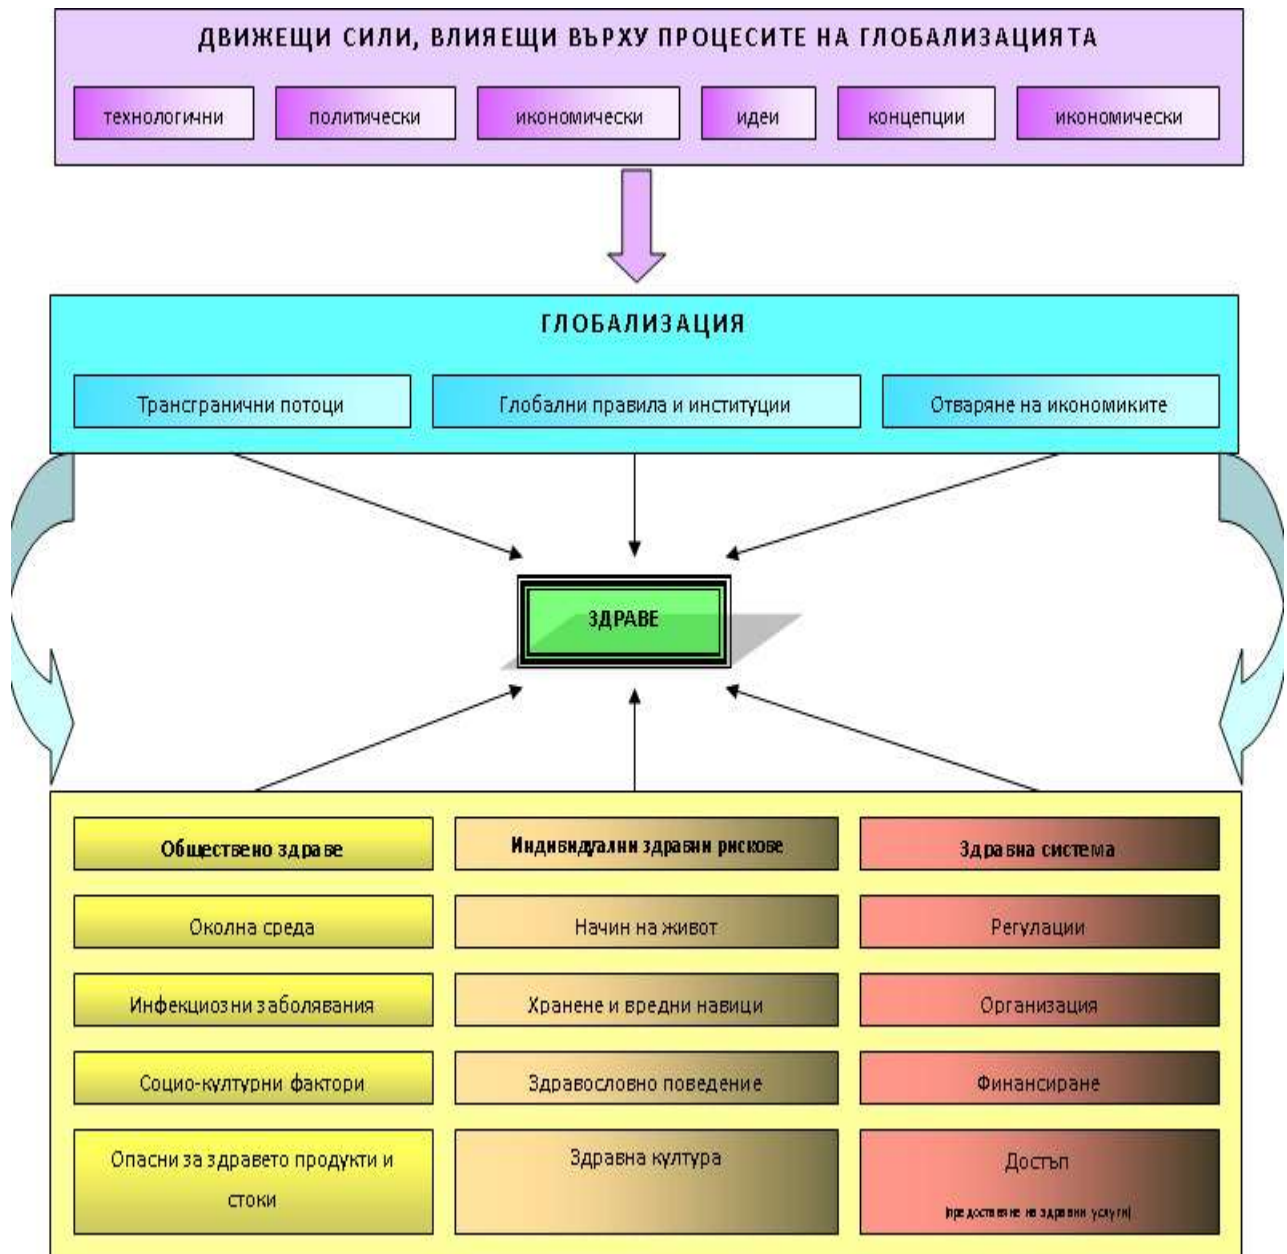 ДВИЖЕЩИ СИЛИ, ВЛИЯЕЩИ ВЪРХУ ПРОЦЕСИТЕ НА ГЛОБАЛИЗАЦИЯТА
технологични
политически
икономически
идеи
концепции
икономически
ГЛОБАЛИЗАЦИЯ
Трансгранични потоци
Глобални правила и институции
Отваряне на икономиките
ЗДРАВЕ
Обществено здраве
Индивидуални здравни рискове
Здравна система
Околна среда
Начин на живот
Регулации
Инфекциозни заболявания
Хранене и вредни навици
Организация
Социо-културни фактори
Здравословно поведение
Финансиране
Опасни за здравето продукти и
стоки
Здравна култура
Достъп
(предоставяне на здравни услуги)